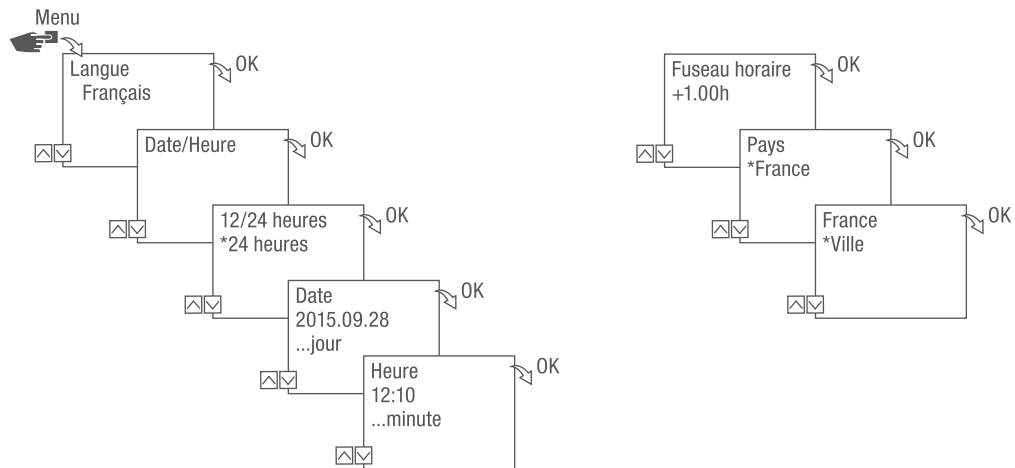 Menu
Langue
Français
OK
Date/Heure
OK
12/24 heures
*24 heures
OK
Date
2015.09.28
...jour
OK
Heure
12:10
...minute
OK
Fuseau horaire
+1.00h
OK
Pays
*France
OK
France
*Ville
OK